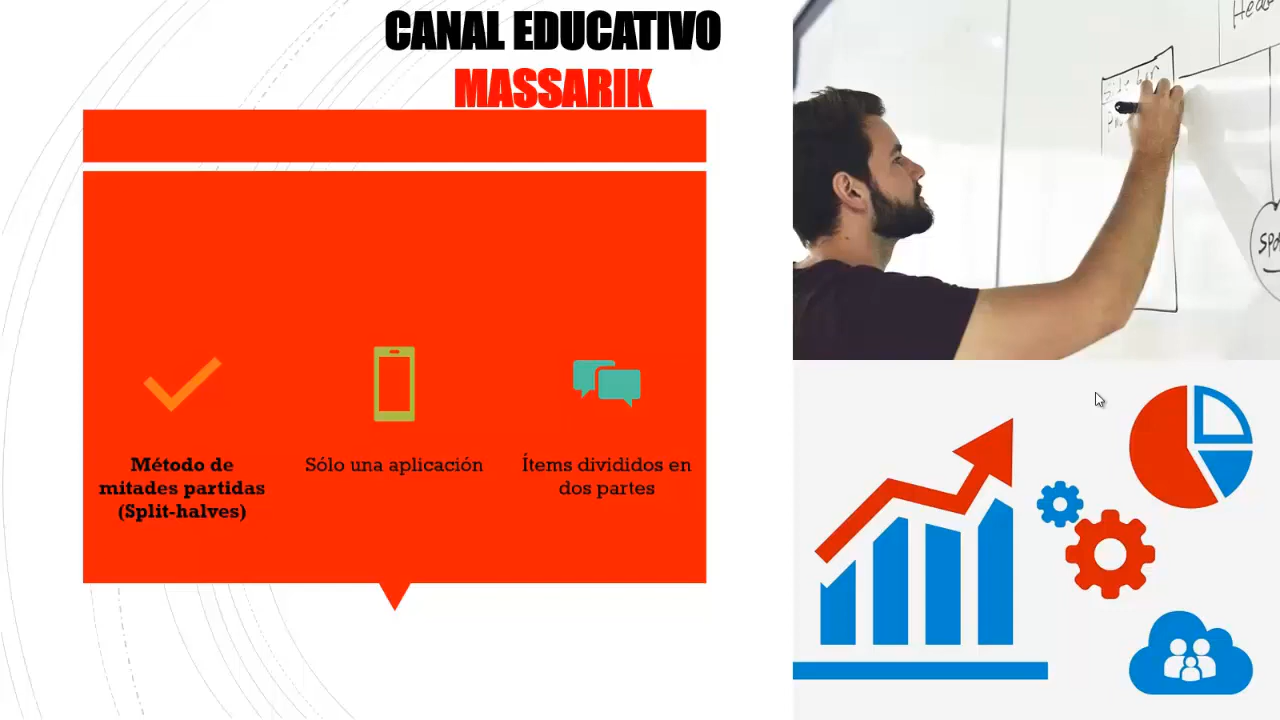 CANAL EDUCATIVO
MASSARIK
Método de
mitades partidas
(Split-halves)
Sólo una aplicación
Ítems divididos en
dos partes